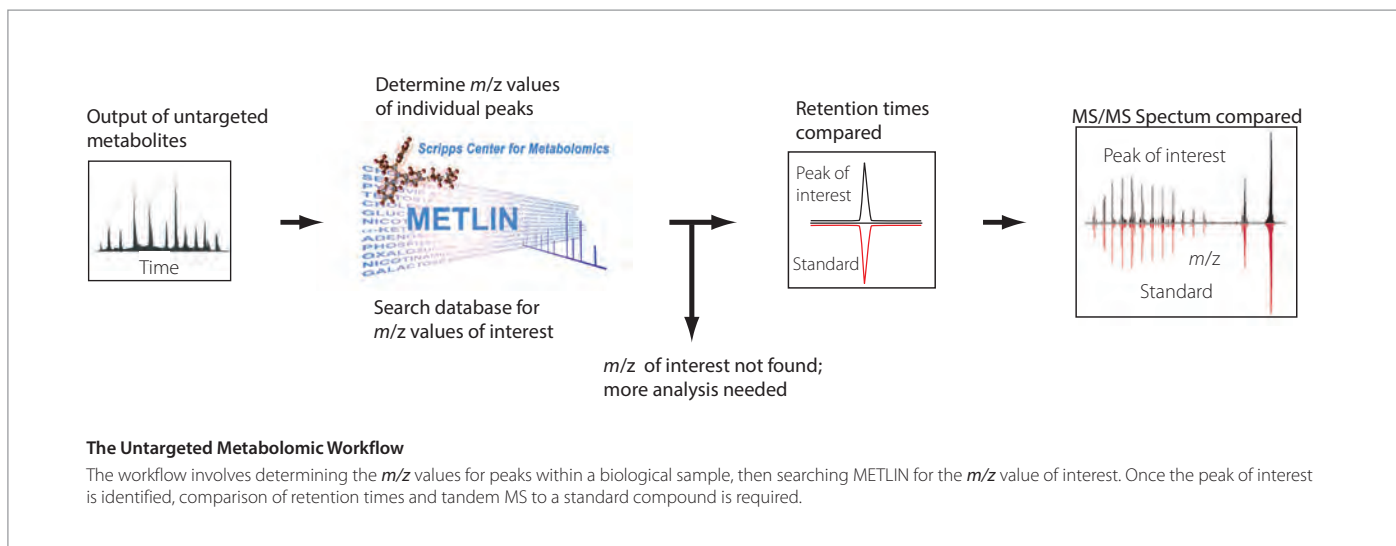 Output of untargeted
metabolites
Time
Determine m/z values
of individual peaks
Scripps Center for Metabolomics
METLIN
Search database for
m/z values of interest
m/z of interest not found;
more analysis needed
Retention times
compared
Peak of
interest
Standard
MS/MS Spectum compared
Peak of interest
m/z
Standard
The Untargeted Metabolomic Workflow
The workflow involves determining the m/z values for peaks within a biological sample, then searching METLIN for the m/z value of interest. Once the peak of interest
is identified, comparison of retention times and tandem MS to a standard compound is required.